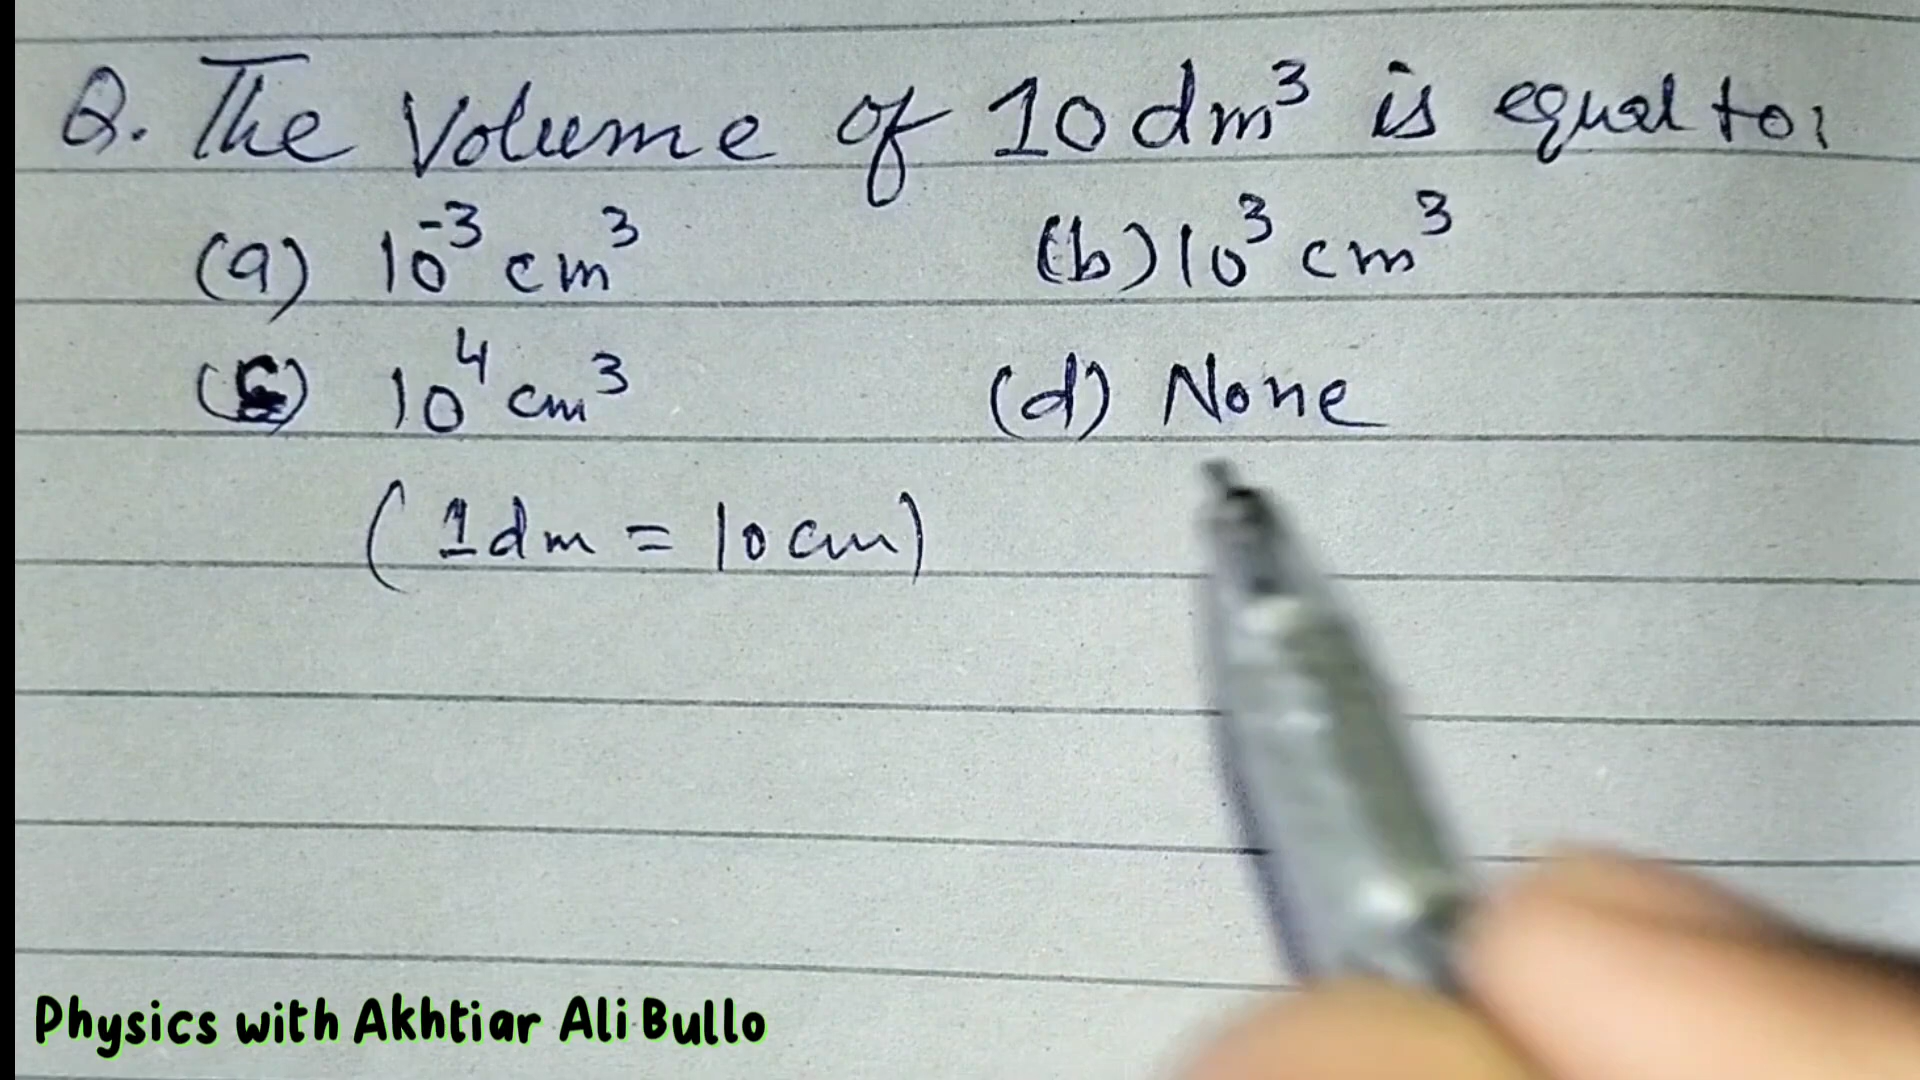 Q. The Volume of 10 dm³ is equal to:
(a) 10⁻³ cm³ (b) 10³ cm³
(c) 10⁴ cm³ (d) None
(1 dm = 10 cm)
Physics with Akhtiar Ali Bullo